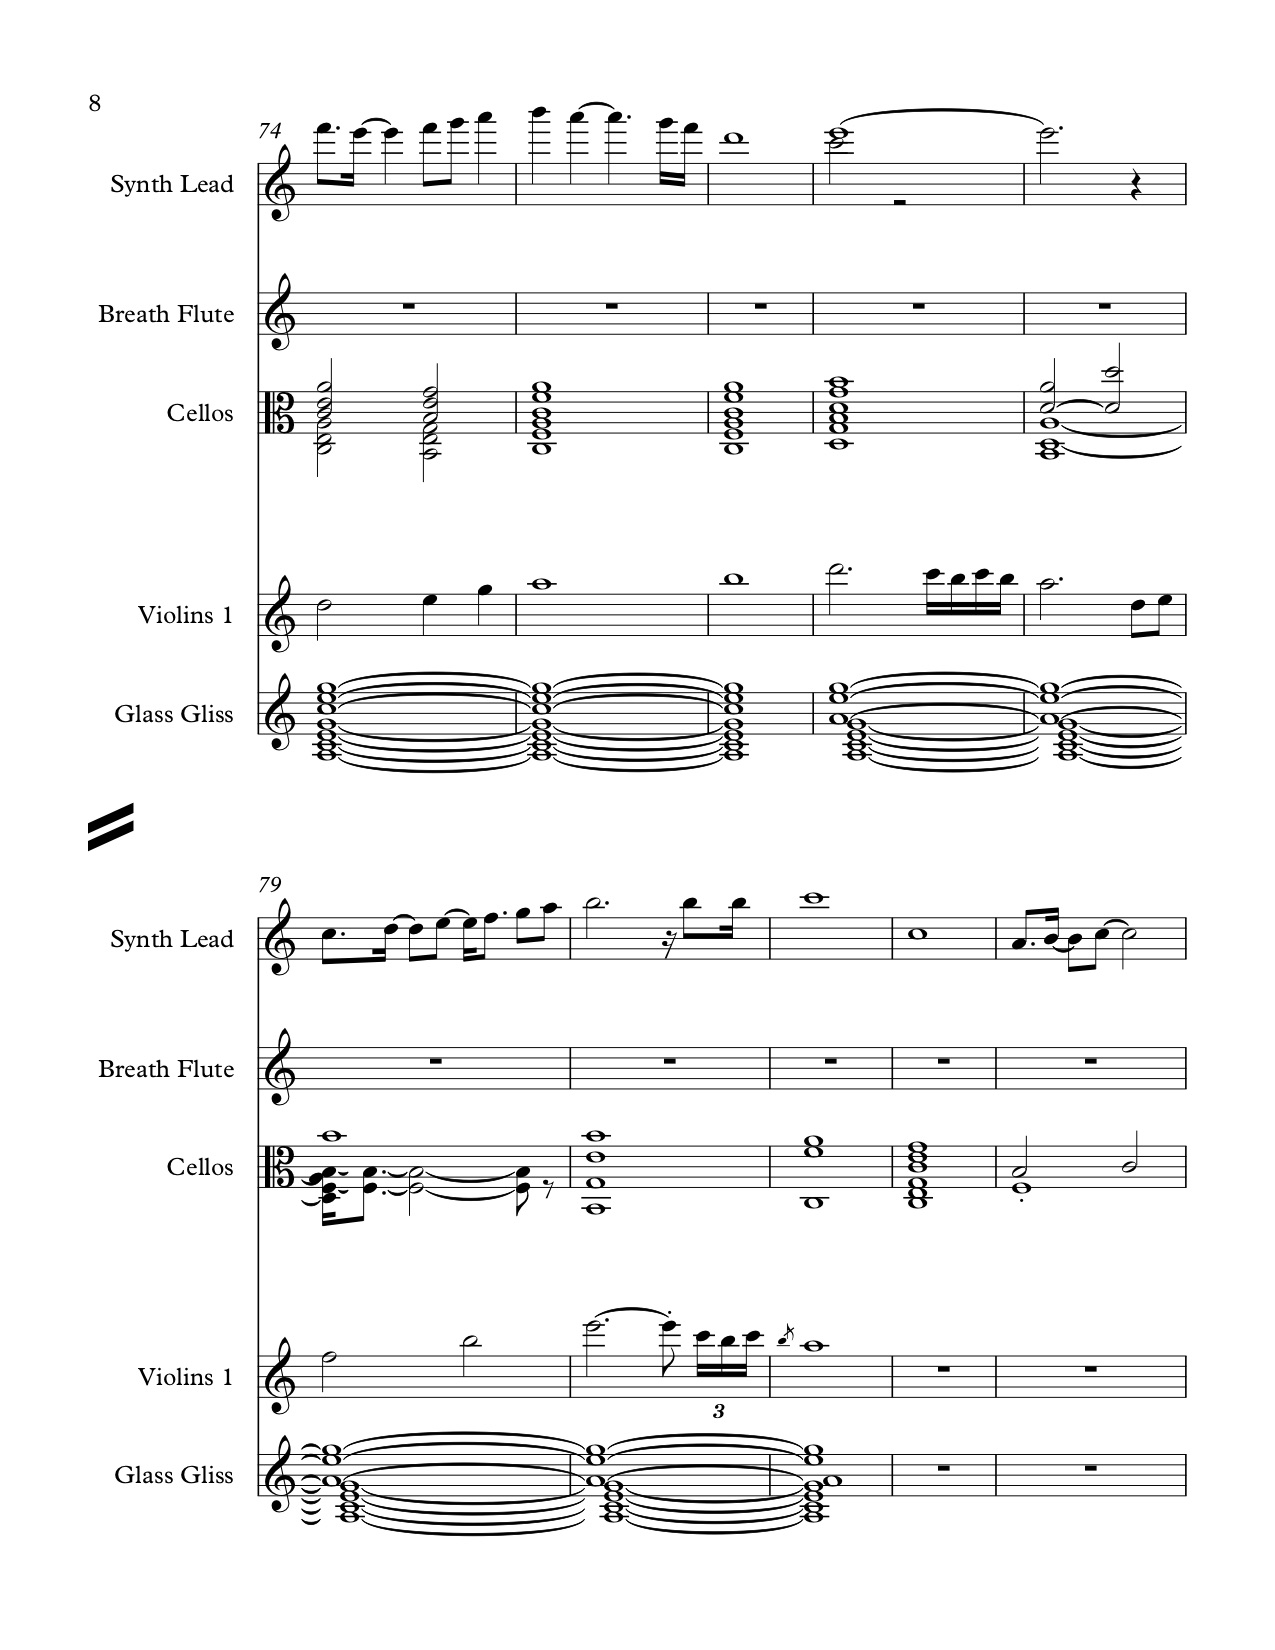 8
74
Synth Lead
Breath Flute
Cellos
Violins 1
Glass Gliss
79
Synth Lead
Breath Flute
Cellos
Violins 1
3
Glass Gliss